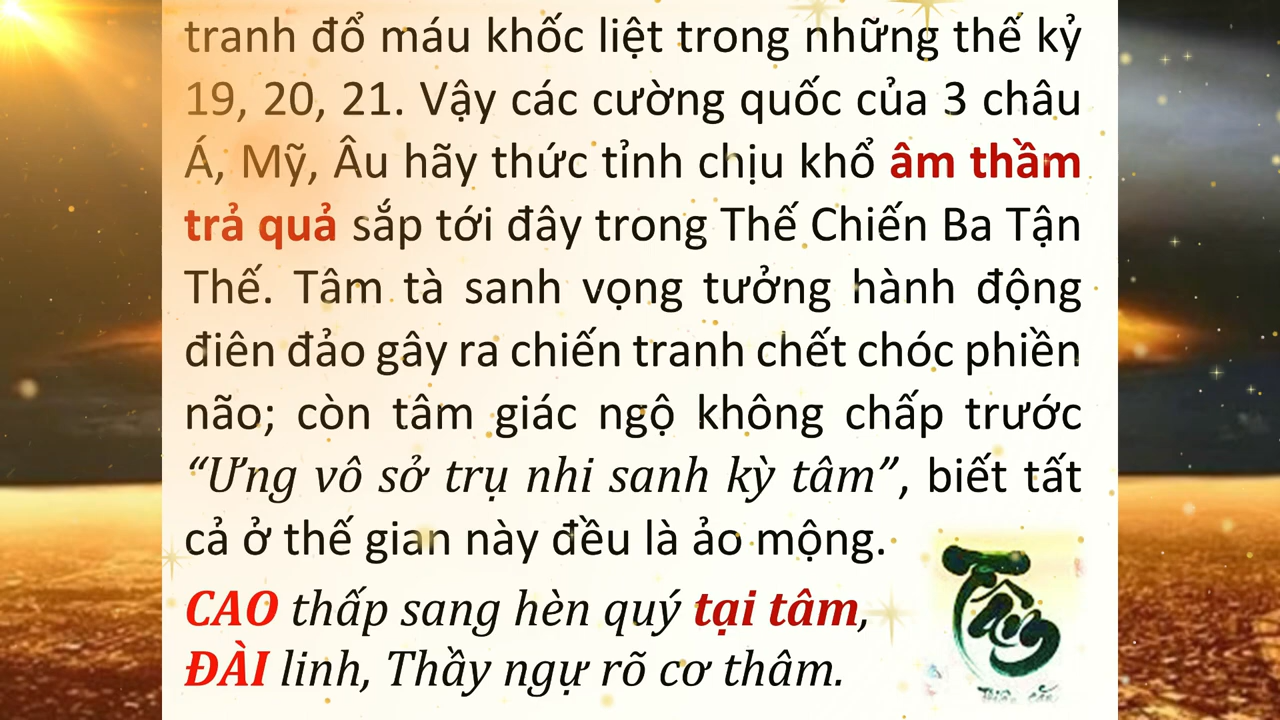 tranh đổ máu khốc liệt trong những thế kỷ
19, 20, 21. Vậy các cường quốc của 3 châu
Á, Mỹ, Âu hãy thức tỉnh chịu khổ âm thầm
trả quả sắp tới đây trong Thế Chiến Ba Tận
Thế. Tâm tà sanh vọng tưởng hành động
điên đảo gây ra chiến tranh chết chóc phiền
não; còn tâm giác ngộ không chấp trước
“Ưng vô sở trụ nhi sanh kỳ tâm”, biết tất
cả ở thế gian này đều là ảo mộng.
CAO thấp sang hèn quý tại tâm,
ĐÀI linh, Thầy ngự rõ cơ thâm.
Tâm